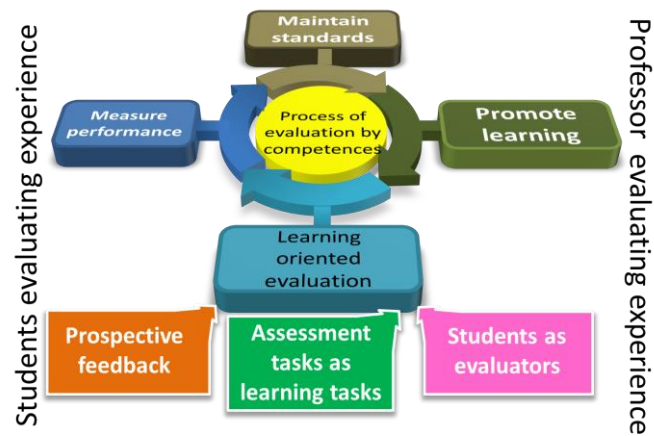 Maintain
standards
Students evaluating experience
Professor evaluating experience
Measure
performance
Process of
evaluation by
competences
Promote
learning
Learning
oriented
evaluation
Prospective
feedback
Assessment
tasks as
learning tasks
Students as
evaluators